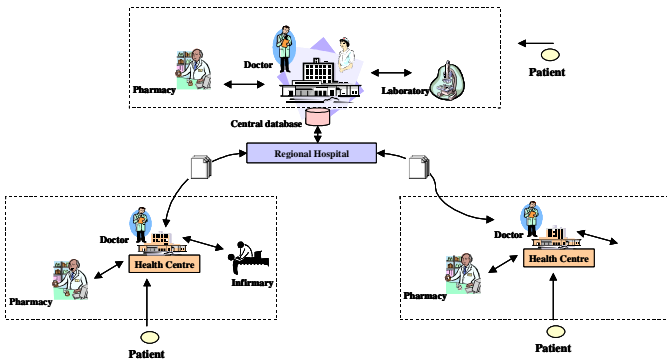 Doctor
Pharmacy
Laboratory
Patient
Central database
Regional Hospital
Doctor
Health Centre
Infirmary
Pharmacy
Patient
Doctor
Health Centre
Pharmacy
Patient